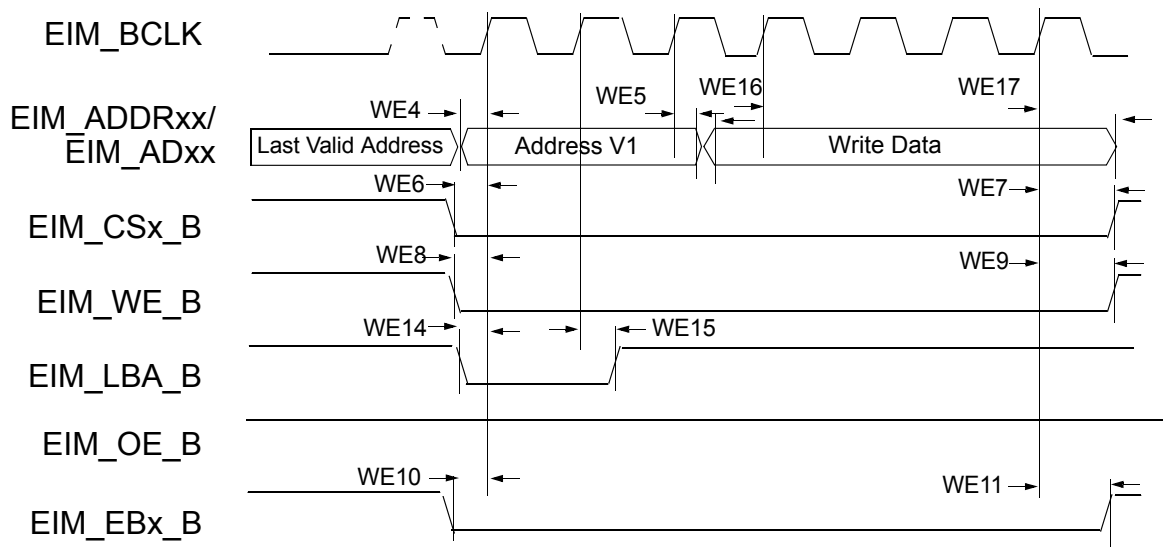 EIM_BCLK
WE4
WE5
WE16
WE17
EIM_ADDRxx/
EIM_ADxx
Last Valid Address
Address V1
Write Data
WE6
WE7
EIM_CSx_B
WE8
WE9
EIM_WE_B
WE14
WE15
EIM_LBA_B
EIM_OE_B
WE10
WE11
EIM_EBx_B